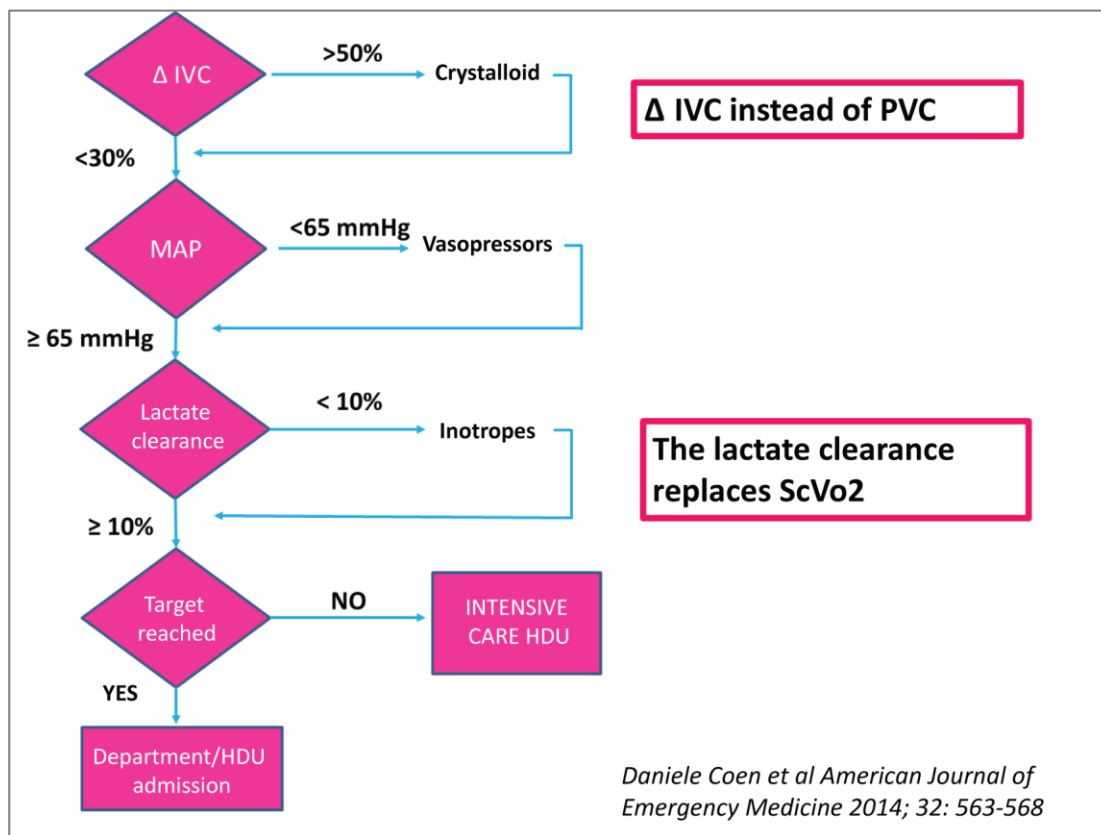 Δ IVC
>50%
Crystalloid
Δ IVC instead of PVC
<30%
MAP
<65 mmHg
Vasopressors
≥ 65 mmHg
Lactate
clearance
< 10%
Inotropes
The lactate clearance
replaces ScVo2
≥ 10%
Target
reached
NO
INTENSIVE
CARE HDU
YES
Department/HDU
admission
Daniele Coen et al American Journal of
Emergency Medicine 2014; 32: 563-568